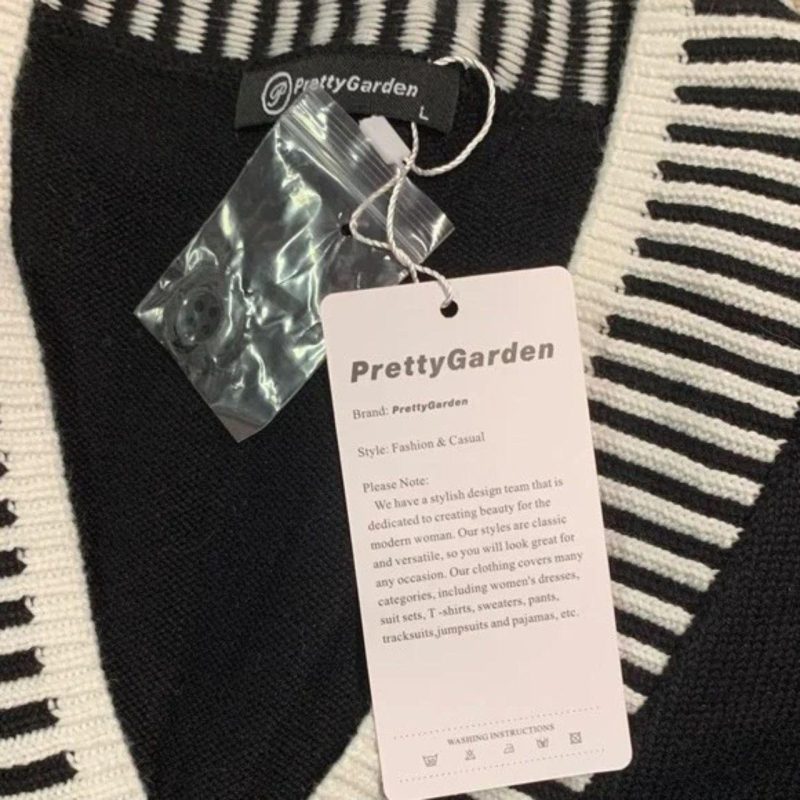 PrettyGarden
L
PrettyGarden
Brand: PrettyGarden
Style: Fashion & Casual
Please Note:
We have a stylish design team that is
dedicated to creating beauty for the
modern woman. Our styles are classic
and versatile, so you will look great for
any occasion. Our clothing covers many
categories, including women's dresses,
suit sets, T -shirts, sweaters, pants,
tracksuits,jumpsuits and pajamas, etc.
WASHING INSTRUCTIONS